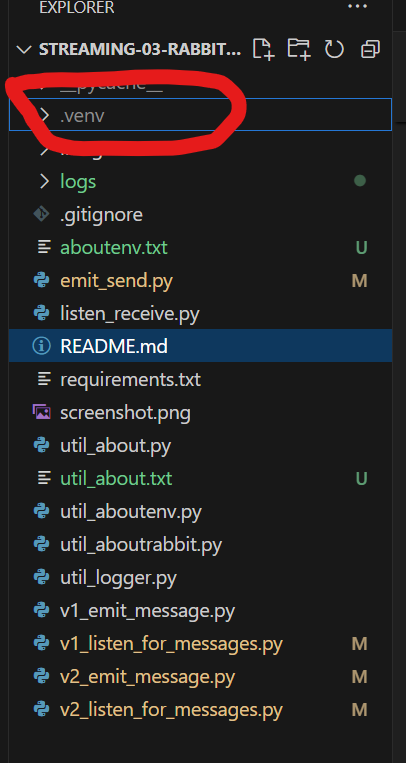 EXPLORER
STREAMING-03-RABBIT...
__pycache__
.venv
logs
.gitignore
aboutenv.txt U
emit_send.py M
listen_receive.py
README.md
requirements.txt
screenshot.png
util_about.py
util_about.txt U
util_aboutenv.py
util_aboutrabbit.py
util_logger.py
v1_emit_message.py
v1_listen_for_messages.py M
v2_emit_message.py M
v2_listen_for_messages.py M